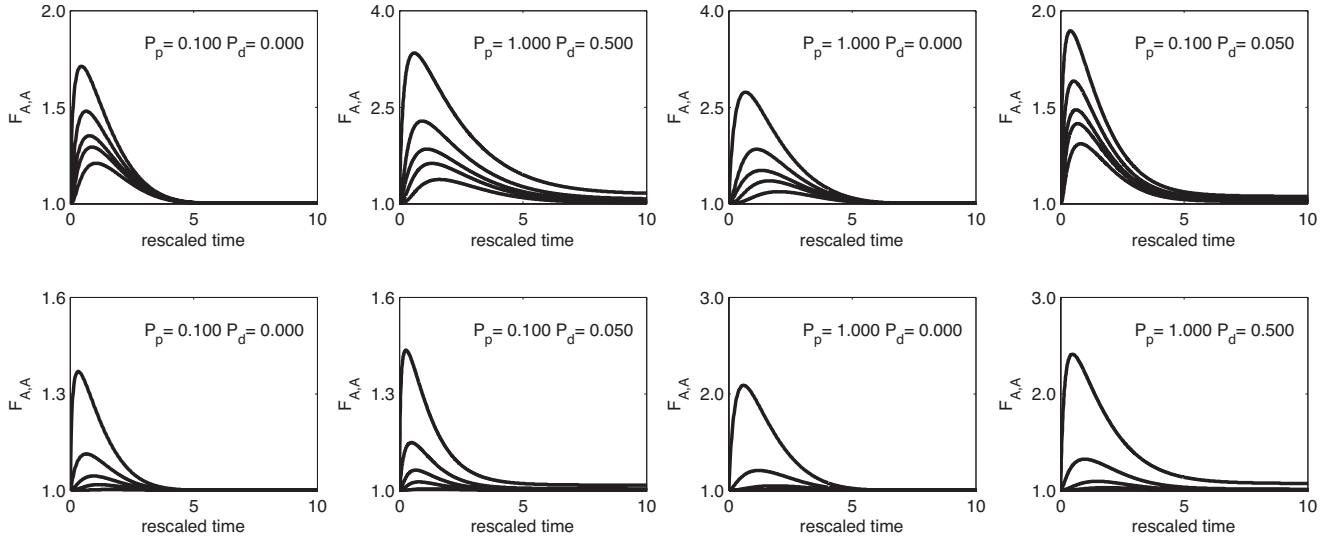 2.0
1.5
1.0
F_A,A
P_p= 0.100 P_d= 0.000
0 5 10
rescaled time
4.0
2.5
1.0
F_A,A
P_p= 1.000 P_d= 0.500
0 5 10
rescaled time
4.0
2.5
1.0
F_A,A
P_p= 1.000 P_d= 0.000
0 5 10
rescaled time
2.0
1.5
1.0
F_A,A
P_p= 0.100 P_d= 0.050
0 5 10
rescaled time
1.6
1.3
1.0
F_A,A
P_p= 0.100 P_d= 0.000
0 5 10
rescaled time
1.6
1.3
1.0
F_A,A
P_p= 0.100 P_d= 0.050
0 5 10
rescaled time
3.0
2.0
1.0
F_A,A
P_p= 1.000 P_d= 0.000
0 5 10
rescaled time
3.0
2.0
1.0
F_A,A
P_p= 1.000 P_d= 0.500
0 5 10
rescaled time